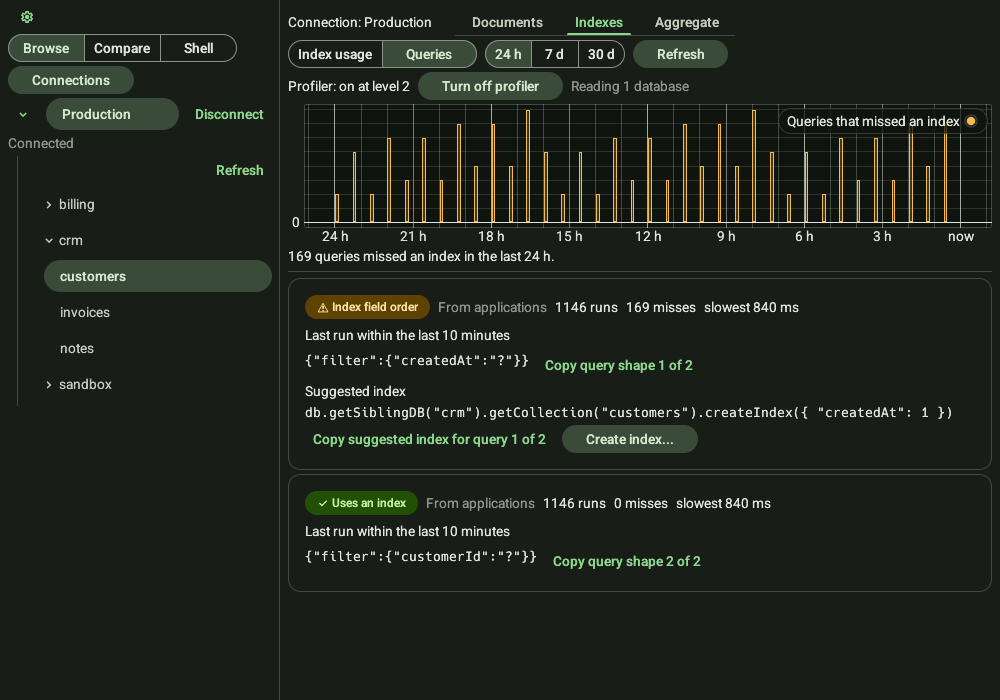 Browse Compare Shell
Connections
Production Disconnect
Connected
Refresh
billing
crm
customers
invoices
notes
sandbox
Connection: Production Documents Indexes Aggregate
Index usage Queries 24 h 7 d 30 d Refresh
Profiler: on at level 2 Turn off profiler Reading 1 database
Queries that missed an index
0
24 h 21 h 18 h 15 h 12 h 9 h 6 h 3 h now
169 queries missed an index in the last 24 h.
Index field order From applications 1146 runs 169 misses slowest 840 ms
Last run within the last 10 minutes
{"filter":{"createdAt":"?"}} Copy query shape 1 of 2
Suggested index
db.getSiblingDB("crm").getCollection("customers").createIndex({ "createdAt": 1 })
Copy suggested index for query 1 of 2 Create index...
Uses an index From applications 1146 runs 0 misses slowest 840 ms
Last run within the last 10 minutes
{"filter":{"customerId":"?"}} Copy query shape 2 of 2